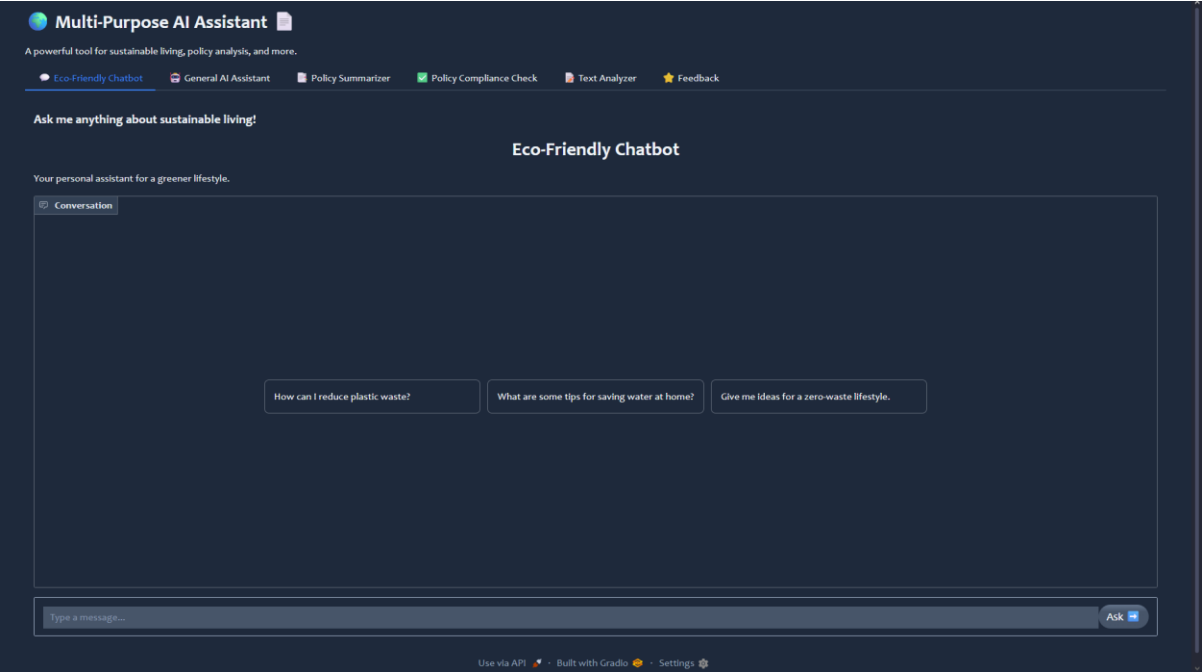 🌍 Multi-Purpose AI Assistant 📄
A powerful tool for sustainable living, policy analysis, and more.
💬 Eco-Friendly Chatbot 🤖 General AI Assistant 📑 Policy Summarizer ✅ Policy Compliance Check 📝 Text Analyzer ⭐ Feedback
Ask me anything about sustainable living!
Eco-Friendly Chatbot
Your personal assistant for a greener lifestyle.
Conversation
How can I reduce plastic waste? What are some tips for saving water at home? Give me ideas for a zero-waste lifestyle.
Type a message... Ask ➡️
Use via API 🚀 · Built with Gradio · Settings ⚙️